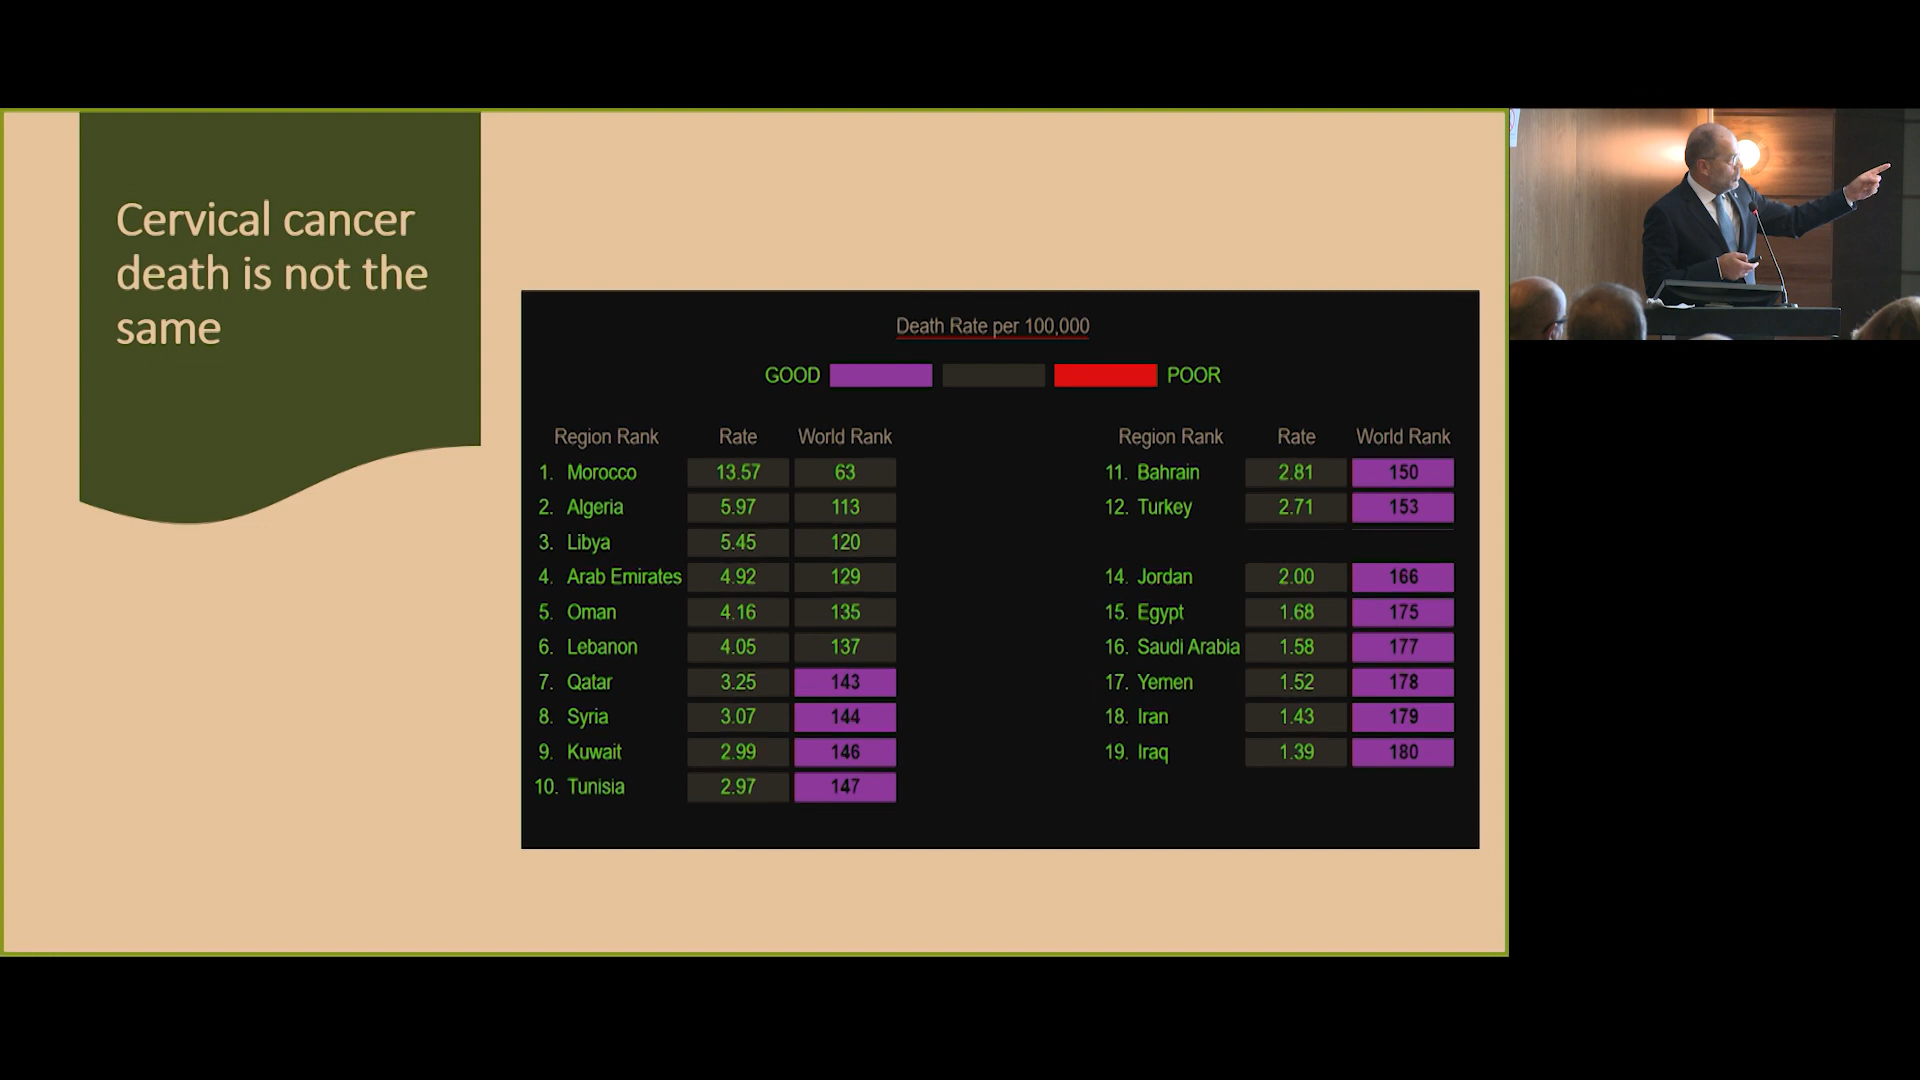 Cervical cancer
death is not the
same
Death Rate per 100,000
GOOD POOR
Region Rank Rate World Rank
1. Morocco 13.57 63
2. Algeria 5.97 113
3. Libya 5.45 120
4. Arab Emirates 4.92 129
5. Oman 4.16 135
6. Lebanon 4.05 137
7. Qatar 3.25 143
8. Syria 3.07 144
9. Kuwait 2.99 146
10. Tunisia 2.97 147
Region Rank Rate World Rank
11. Bahrain 2.81 150
12. Turkey 2.71 153
14. Jordan 2.00 166
15. Egypt 1.68 175
16. Saudi Arabia 1.58 177
17. Yemen 1.52 178
18. Iran 1.43 179
19. Iraq 1.39 180